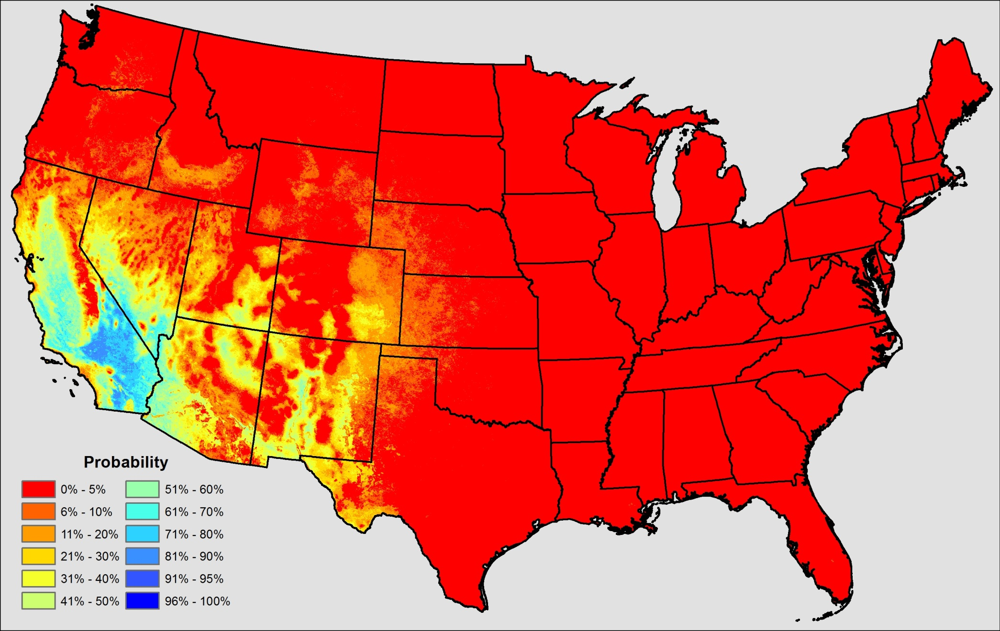 Probability
0% - 5%
51% - 60%
6% - 10%
61% - 70%
11% - 20%
71% - 80%
21% - 30%
81% - 90%
31% - 40%
91% - 95%
41% - 50%
96% - 100%